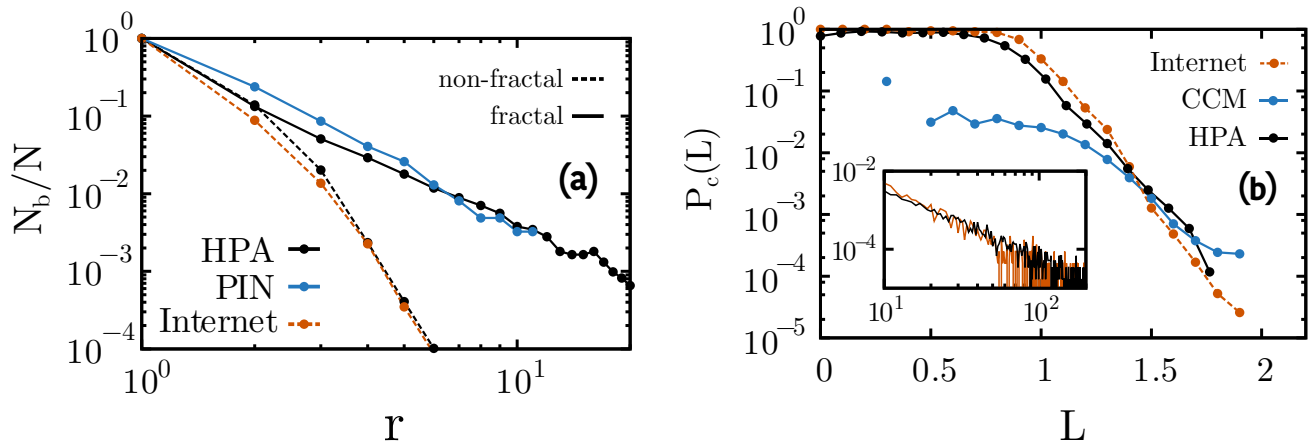 10^0
10^-1
10^-2
10^-3
10^-4
N_b/N
non-fractal
fractal
(a)
HPA
PIN
Internet
10^0
10^1
r
10^0
10^-1
10^-2
10^-3
10^-4
10^-5
P_c(L)
Internet
CCM
HPA
(b)
10^-2
10^-4
10^1
10^2
0
0.5
1
1.5
2
L